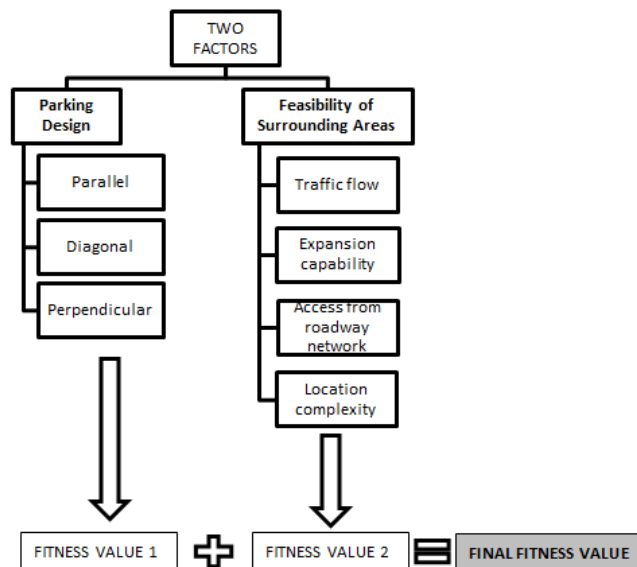 TWO
FACTORS
Parking
Design
Feasibility of
Surrounding Areas
Parallel
Diagonal
Perpendicular
Traffic flow
Expansion
capability
Access from
roadway
network
Location
complexity
FITNESS VALUE 1
FITNESS VALUE 2
FINAL FITNESS VALUE